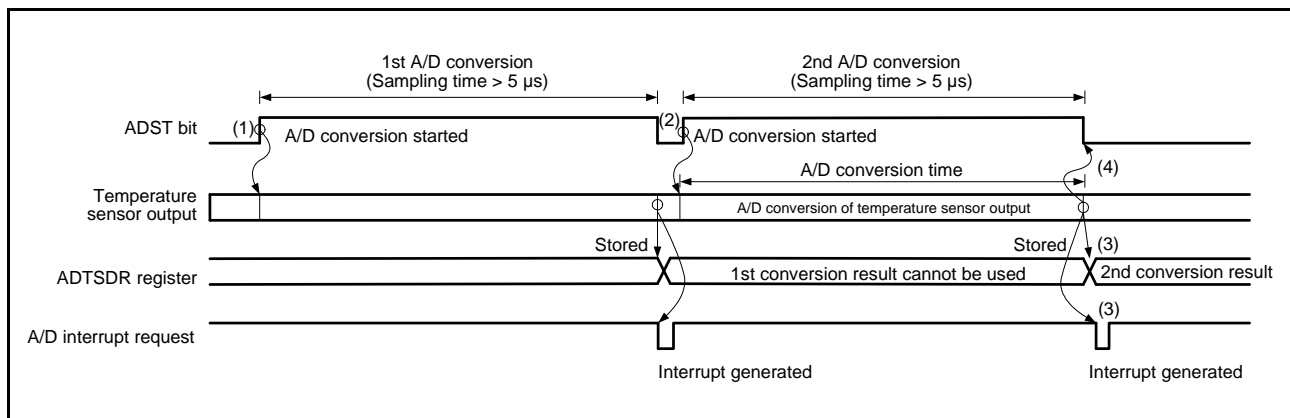 1st A/D conversion
(Sampling time > 5 µs)
2nd A/D conversion
(Sampling time > 5 µs)
ADST bit
(1)
A/D conversion started
(2)
A/D conversion started
(4)
A/D conversion time
Temperature
sensor output
A/D conversion of temperature sensor output
Stored
Stored
(3)
ADTSDR register
1st conversion result cannot be used
2nd conversion result
A/D interrupt request
(3)
Interrupt generated
Interrupt generated